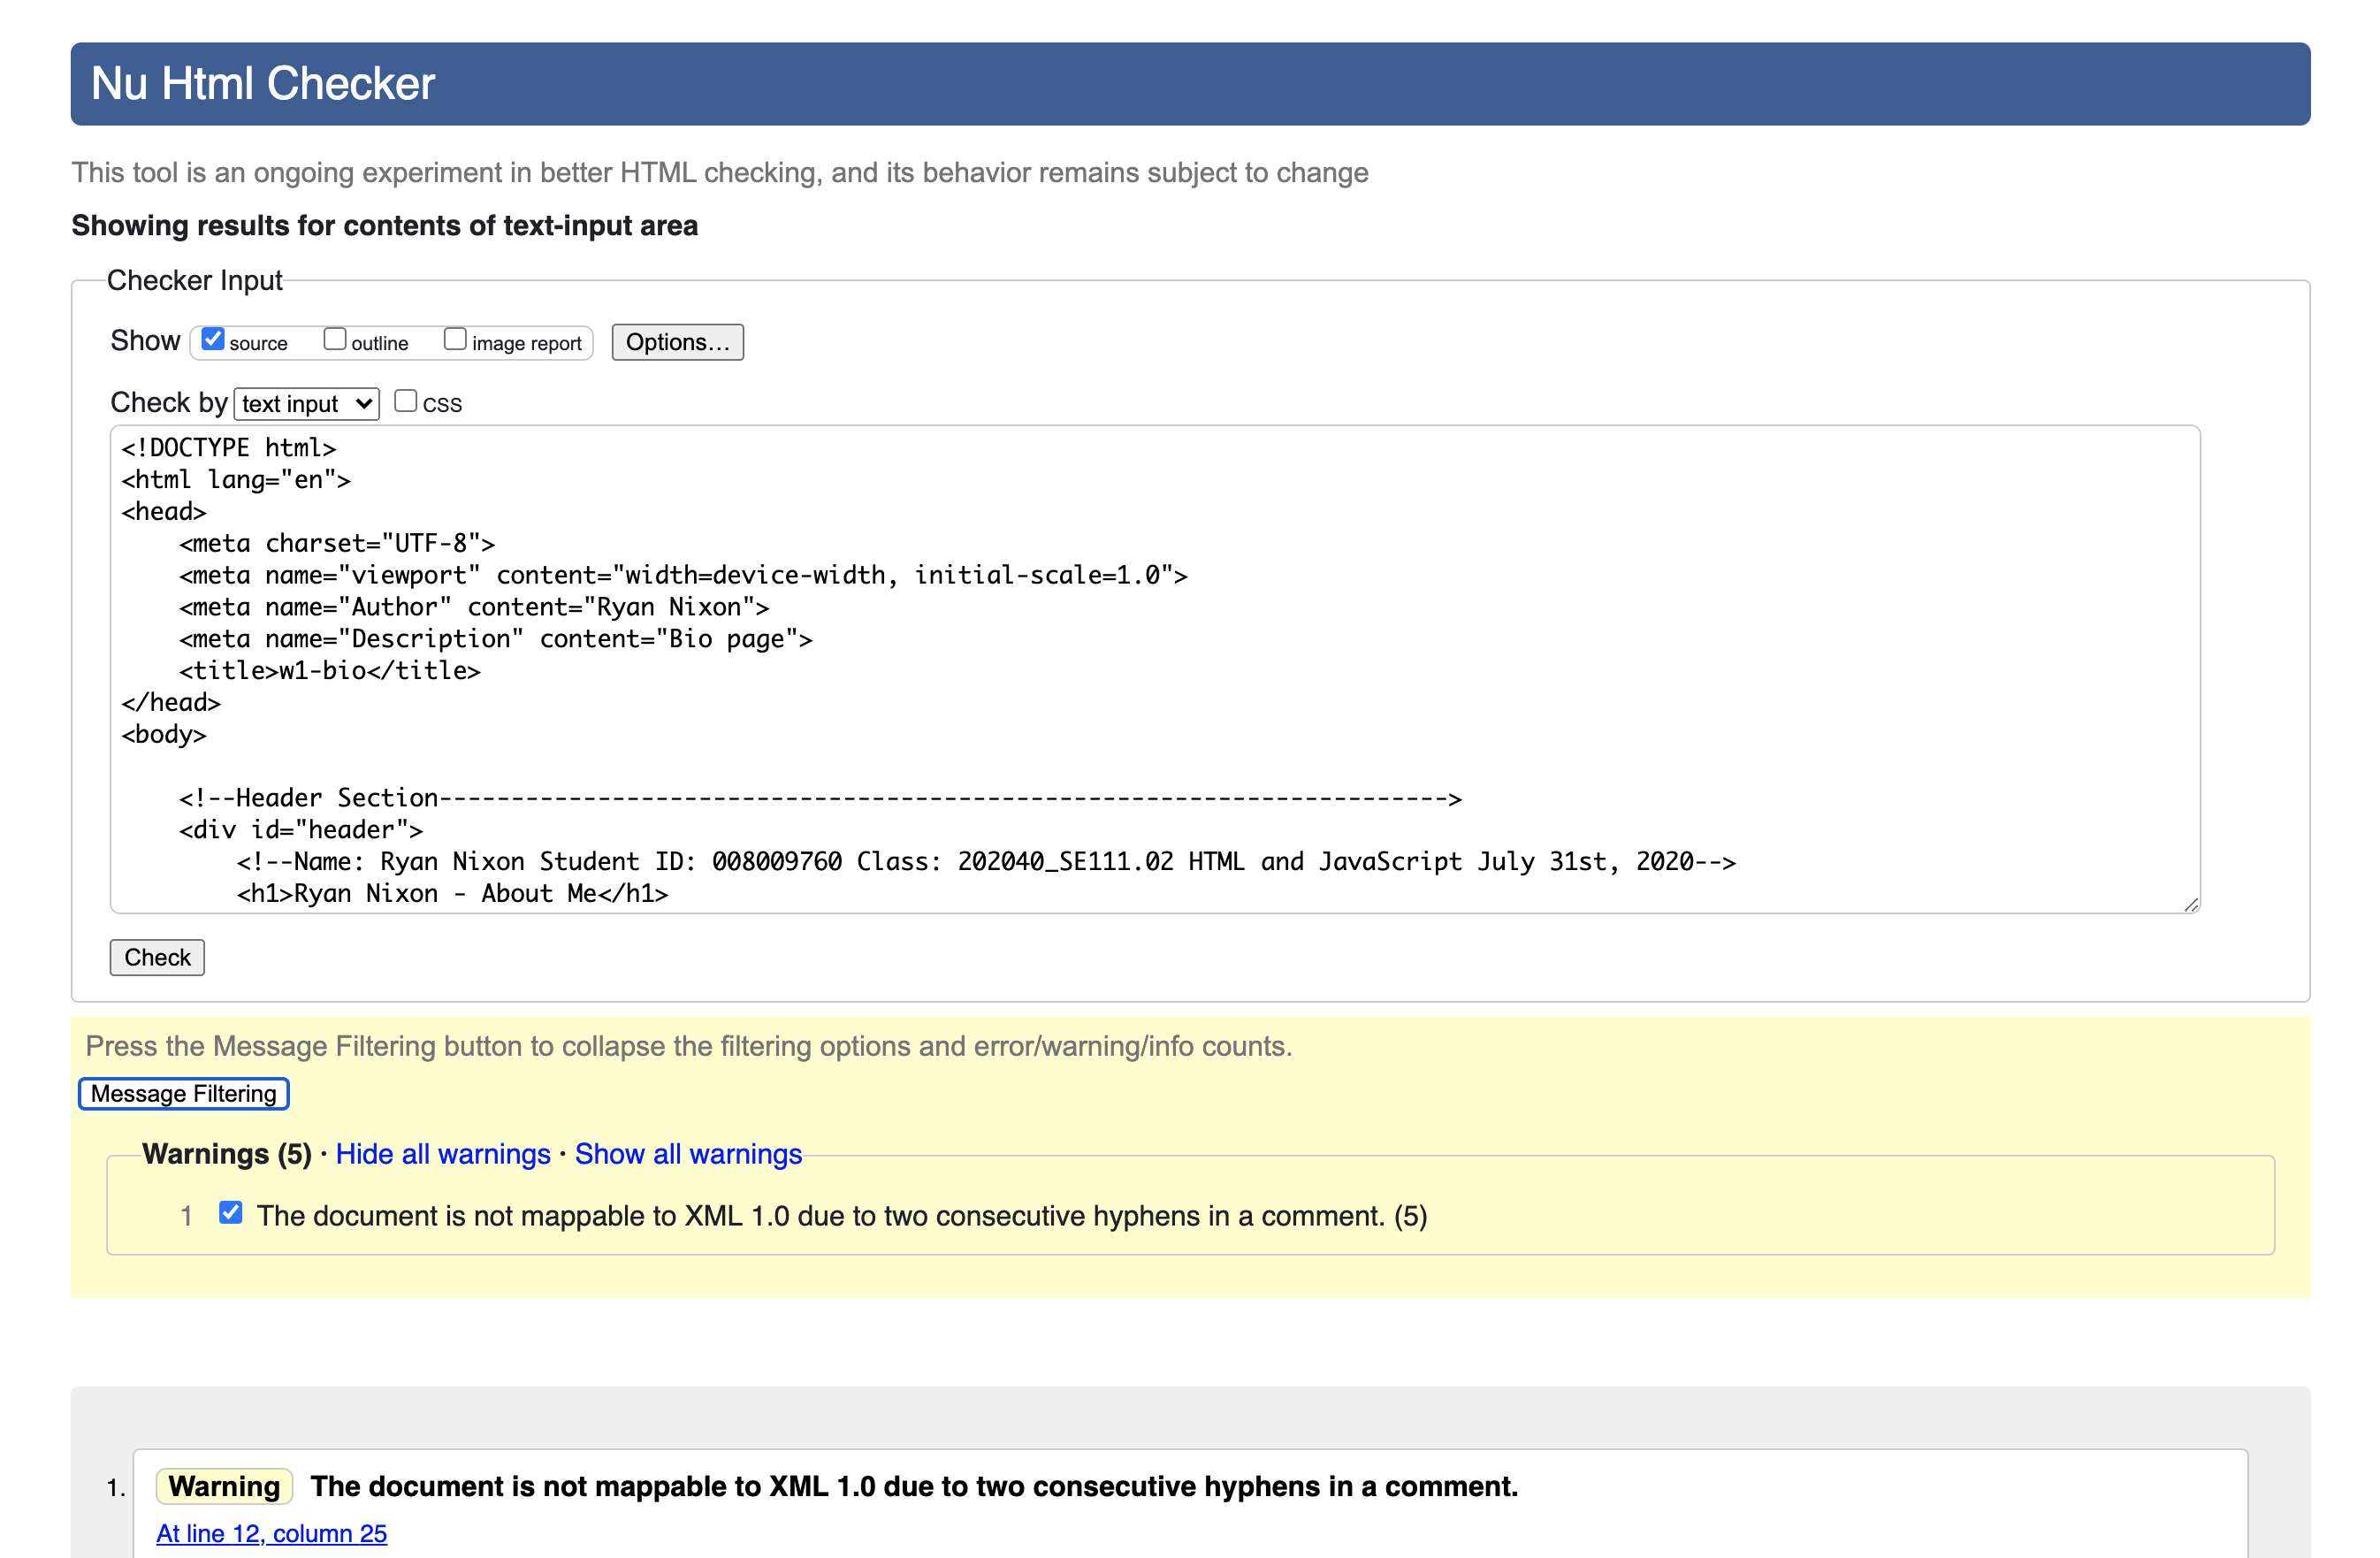 Nu Html Checker
This tool is an ongoing experiment in better HTML checking, and its behavior remains subject to change
Showing results for contents of text-input area
Checker Input
Show source outline image report Options...
Check by text input CSS
<!DOCTYPE html>
<html lang="en">
<head>
    <meta charset="UTF-8">
    <meta name="viewport" content="width=device-width, initial-scale=1.0">
    <meta name="Author" content="Ryan Nixon">
    <meta name="Description" content="Bio page">
    <title>w1-bio</title>
</head>
<body>
    <!--Header Section---------------------------------------------------------------------->
    <div id="header">
        <!--Name: Ryan Nixon Student ID: 008009760 Class: 202040_SE111.02 HTML and JavaScript July 31st, 2020-->
        <h1>Ryan Nixon - About Me</h1>
Check
Press the Message Filtering button to collapse the filtering options and error/warning/info counts.
Message Filtering
Warnings (5) · Hide all warnings · Show all warnings
1 The document is not mappable to XML 1.0 due to two consecutive hyphens in a comment. (5)
1. Warning The document is not mappable to XML 1.0 due to two consecutive hyphens in a comment.
At line 12, column 25